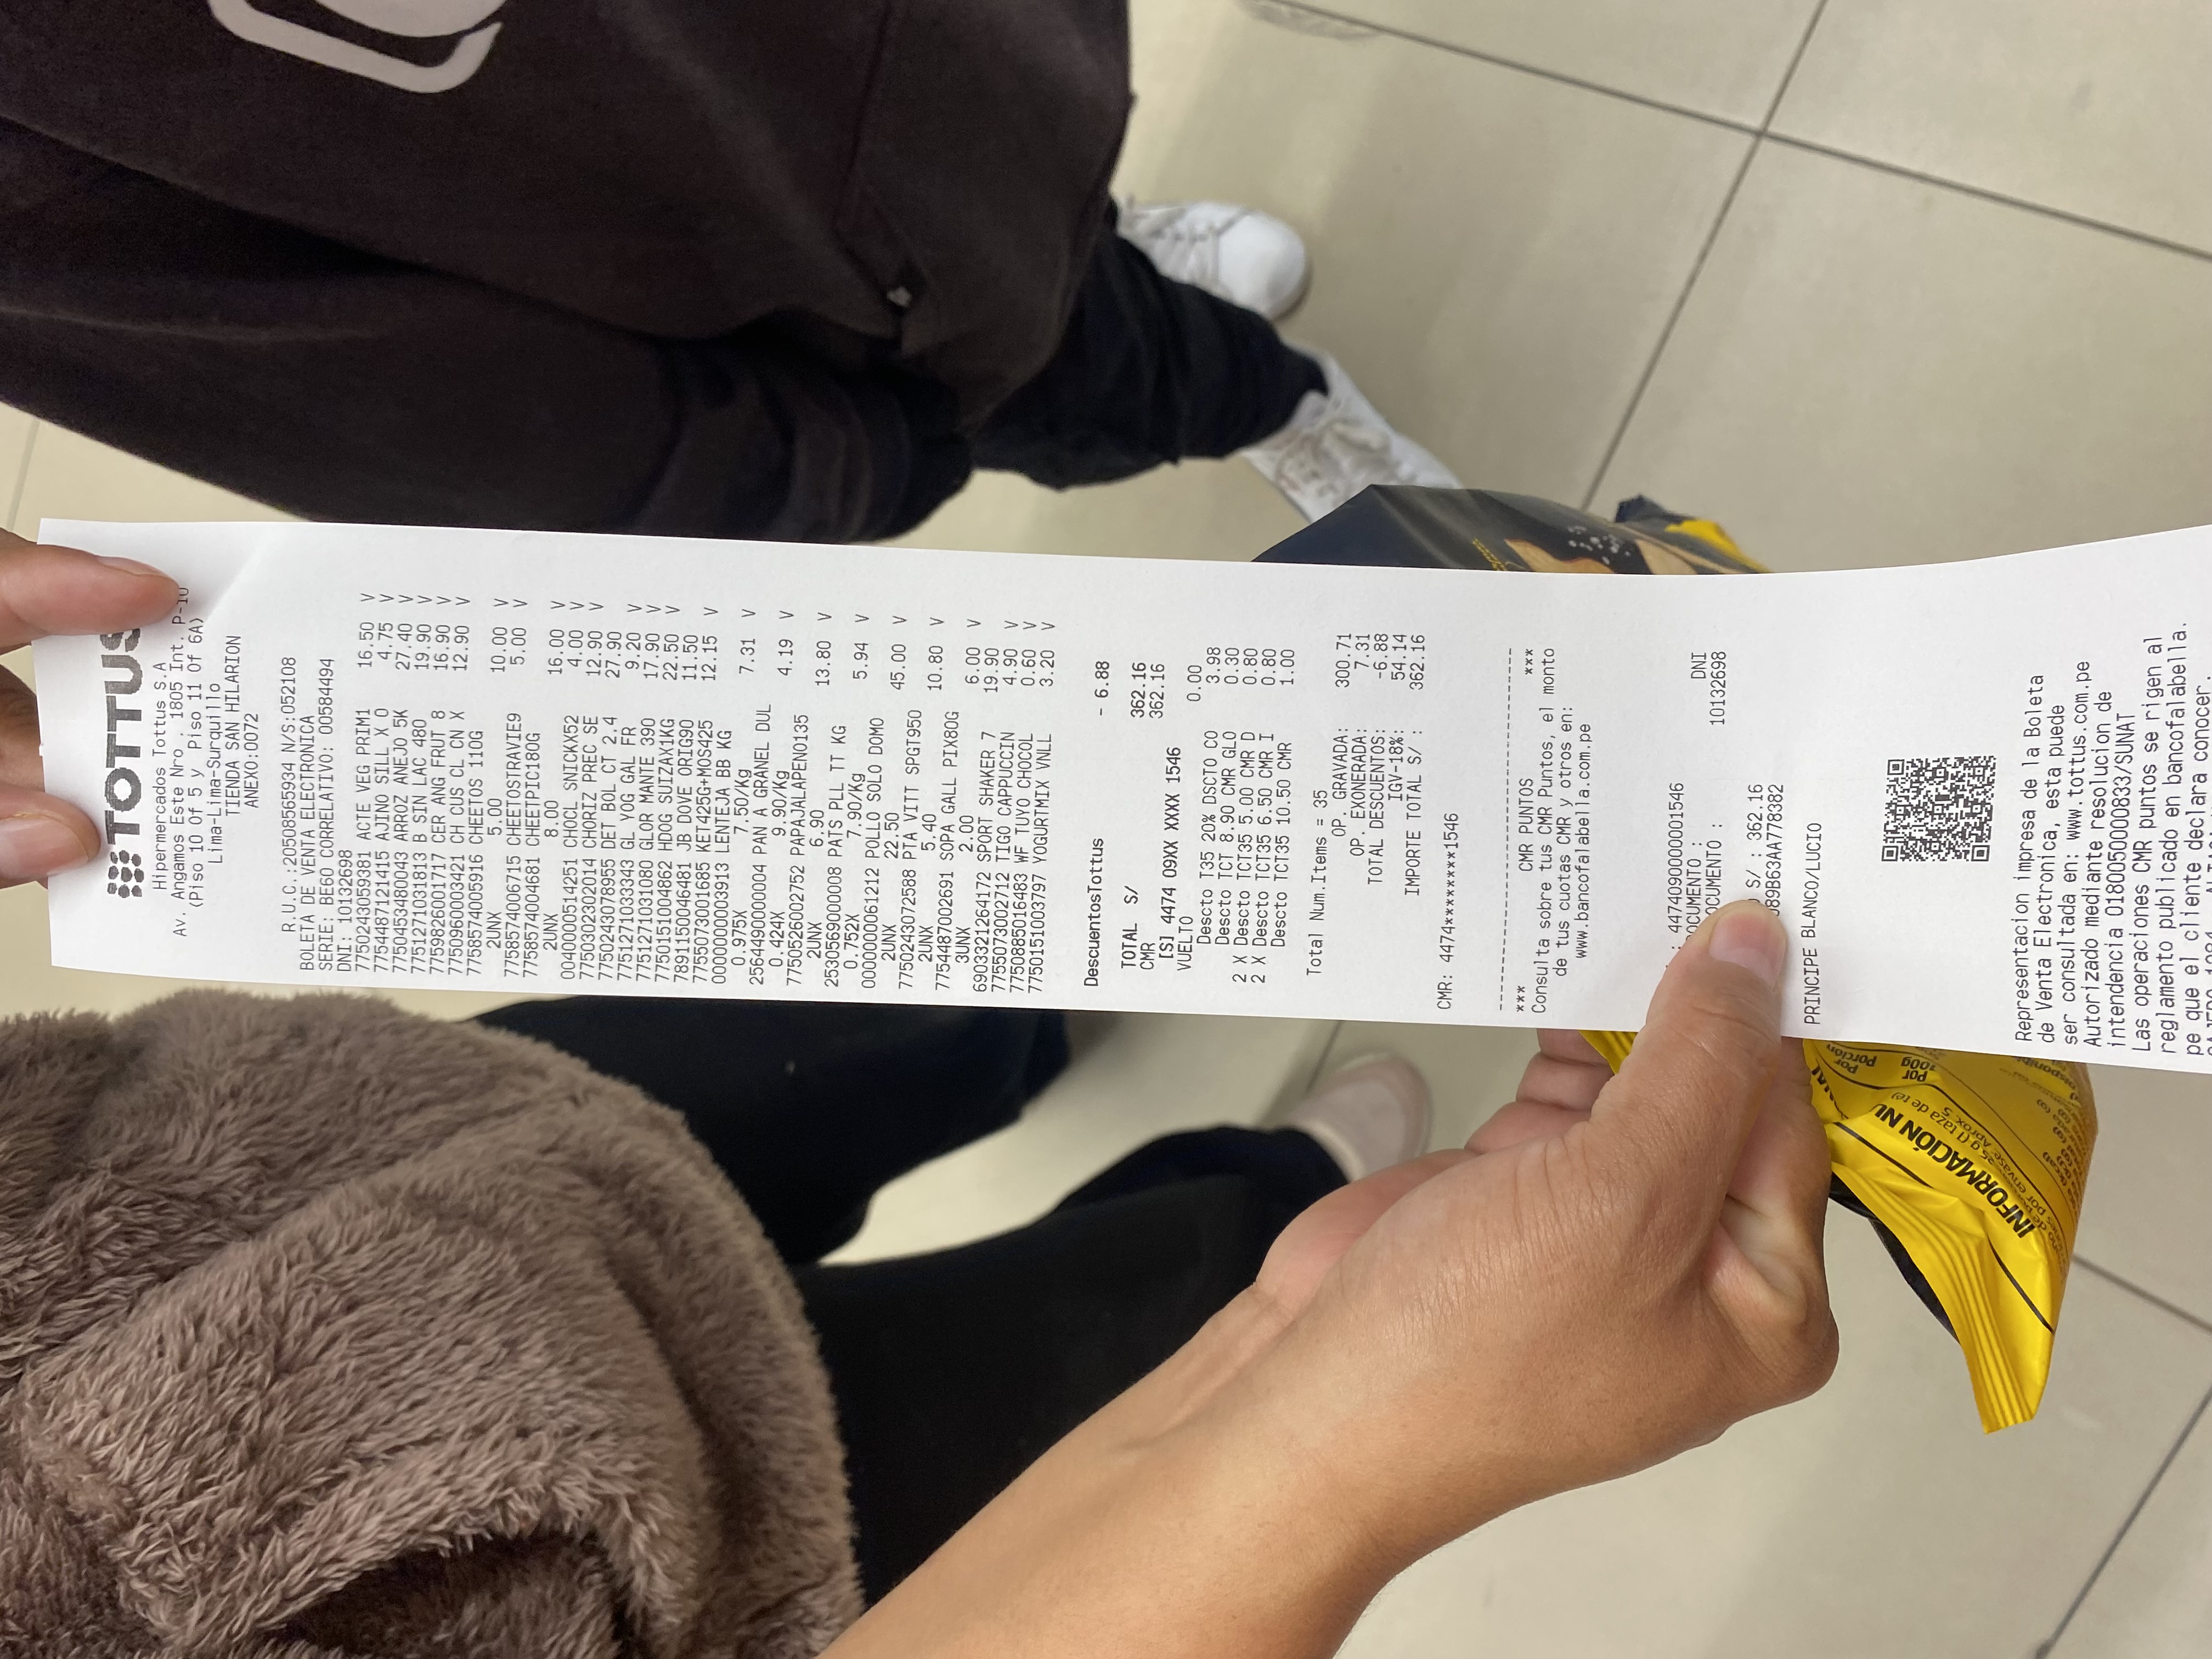 TOTTUS
Hipermercados Tottus S.A
Av. Angamos Este Nro . 1805 Int. P-10
(Piso 10 Of 5 y Piso 11 Of 6A)
Lima-Lima-Surquillo
TIENDA SAN HILARION
ANEXO:0072
R.U.C.:20508565934 N/S:052108
BOLETA DE VENTA ELECTRONICA
SERIE: BE60 CORRELATIVO: 00584494
DNI: 10132698
7750243059381 ACTE VEG PRIM1 16.50 V
7754487121415 AJINO SILL X O 4.75 V
7750453480043 ARROZ ANEJO 5K 27.40 V
7751271031813 B SIN LAC 480 19.90 V
7759826001717 CER ANG FRUT 8 16.90 V
7750960003421 CH CUS CL CN X 12.90 V
7758574005916 CHEETOS 110G
2UNX 5.00 10.00 V
7758574006715 CHEETOSTRAVIE9 5.00 V
7758574004681 CHEETPIC180G
2UNX 8.00 16.00 V
0040000514251 CHOCL SNICKX52 4.00 V
7750302302014 CHORIZ PREC SE 12.90 V
7750243078955 DET BOL CT 2.4 27.90
7751271033343 GL YOG GAL FR 9.20 V
7751271031080 GLOR MANTE 390 17.90 V
7750151004862 HDOG SUIZAX1KG 22.50 V
7891150046481 JB DOVE ORIG90 11.50
7755073001685 KET425G+MOS425 12.15 V
0000000003913 LENTEJA BB KG
0.975X 7.50/Kg 7.31 V
2564490000004 PAN A GRANEL DUL
0.424X 9.90/Kg 4.19 V
7750526002752 PAPAJALAPENO135
2UNX 6.90 13.80 V
2530569000008 PATS PLL TT KG
0.752X 7.90/Kg 5.94 V
0000000061212 POLLO SOLO DOMO
2UNX 22.50 45.00 V
7750243072588 PTA VITT SPGT950
2UNX 5.40 10.80 V
7754487002691 SOPA GALL PIX80G
3UNX 2.00 6.00 V
6903321264172 SPORT SHAKER 7 19.90
7755073002712 TIGO CAPPUCCIN 4.90 V
7750885016483 WF TUYO CHOCOL 0.60 V
7750151003797 YOGURTMIX VNLL 3.20 V
DescuentosTottus - 6.88
TOTAL S/ 362.16
CMR 362.16
[S] 4474 09XX XXXX 1546
VUELTO 0.00
Descto T35 20% DSCTO CO 3.98
Descto TCT 8.90 CMR GLO 0.30
2 X Descto TCT35 5.00 CMR D 0.80
2 X Descto TCT35 6.50 CMR I 0.80
Descto TCT35 10.50 CMR 1.00
Total Num.Items = 35
OP. GRAVADA: 300.71
OP. EXONERADA: 7.31
TOTAL DESCUENTOS: -6.88
IGV-18%: 54.14
IMPORTE TOTAL S/ : 362.16
CMR: 4474********1546
------------------------------------
*** CMR PUNTOS ***
Consulta sobre tus CMR Puntos, el monto
de tus cuotas CMR y otros en:
www.bancofalabella.com.pe
: 4474090000001546
OCUMENTO : DNI
OCUMENTO : 10132698
S/ : 362.16
89B63AA778382
PRINCIPE BLANCO/LUCIO
Representacion impresa de la Boleta
de Venta Electronica, esta puede
ser consultada en: www.tottus.com.pe
Autorizado mediante resolucion de
intendencia 0180050000833/SUNAT
Las operaciones CMR puntos se rigen al
reglamento publicado en bancofalabella.
pe que el cliente declara conocer.
INFORMACIÓN NU
Por Porción
Por 100g